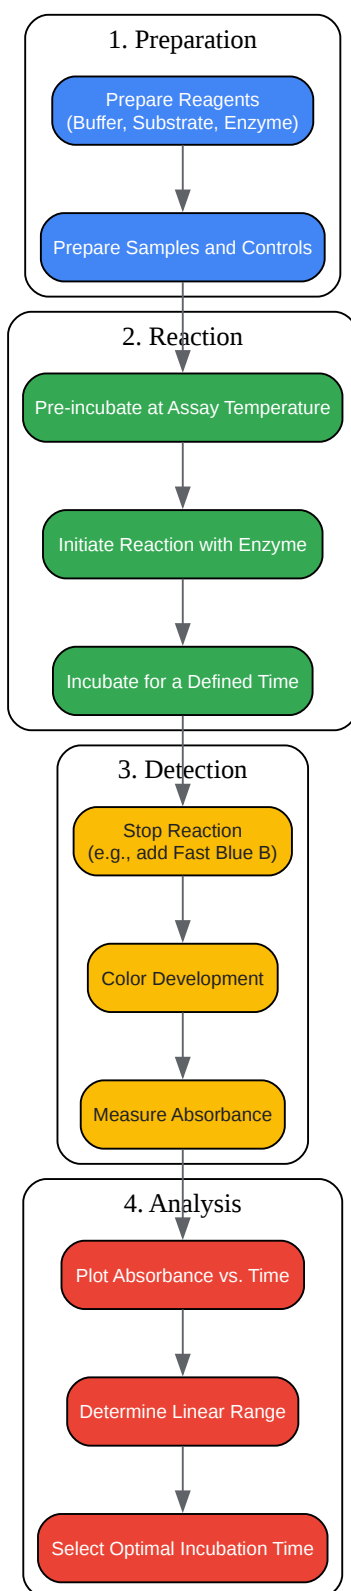 1. Preparation
Prepare Reagents
(Buffer, Substrate, Enzyme)
Prepare Samples and Controls
2. Reaction
Pre-incubate at Assay Temperature
Initiate Reaction with Enzyme
Incubate for a Defined Time
3. Detection
Stop Reaction
(e.g., add Fast Blue B)
Color Development
Measure Absorbance
4. Analysis
Plot Absorbance vs. Time
Determine Linear Range
Select Optimal Incubation Time